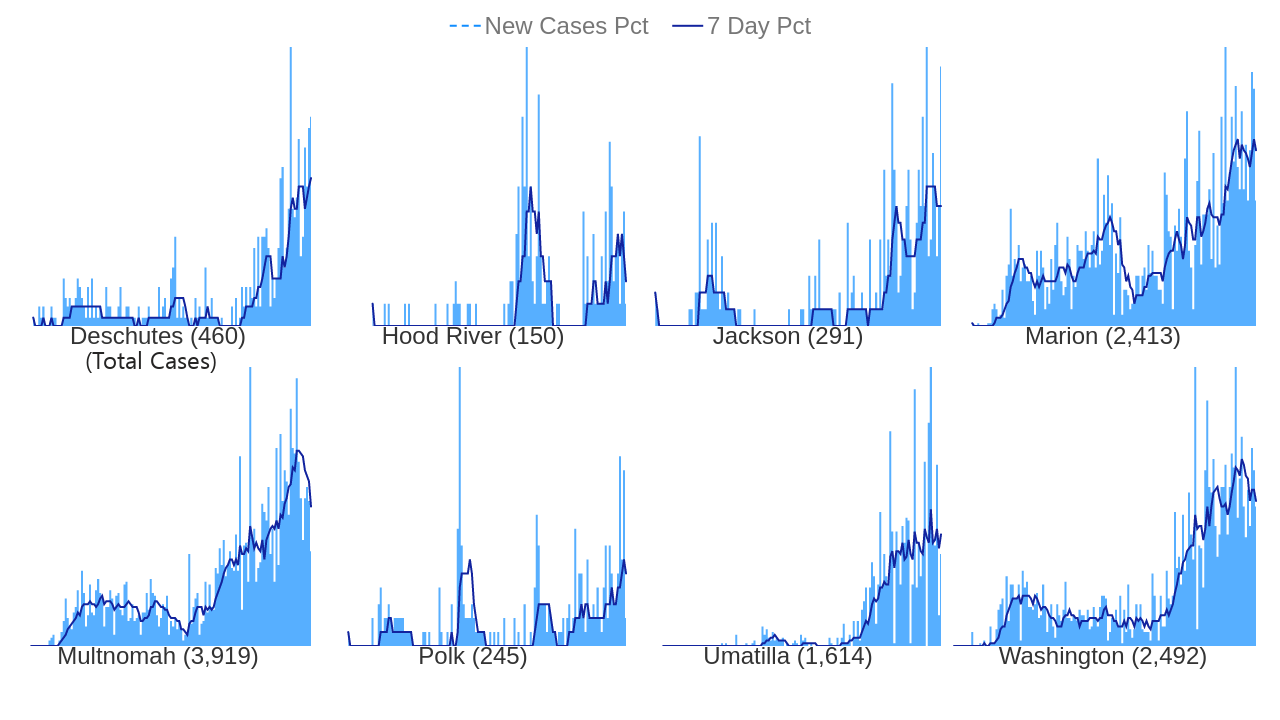 New Cases Pct 7 Day Pct
Deschutes (460) Hood River (150) Jackson (291) Marion (2,413)
(Total Cases)
Multnomah (3,919) Polk (245) Umatilla (1,614) Washington (2,492)